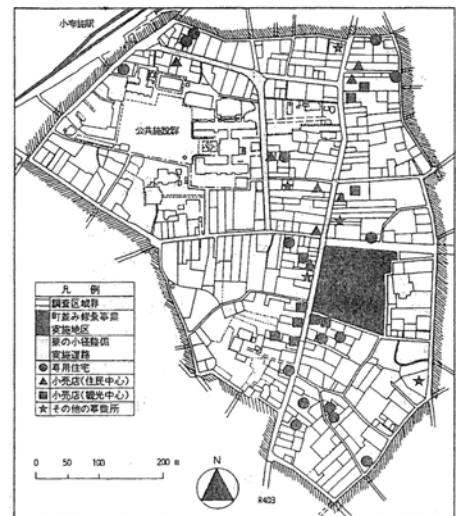 小布施駅
公共施設群
凡 例
調査区域界
町並み修景事業
実施地区
栗の小径整備
実施道路
専用住宅
小売店(住民中心)
小売店(観光中心)
その他の事業所
0 50 100 200 m
N
R403